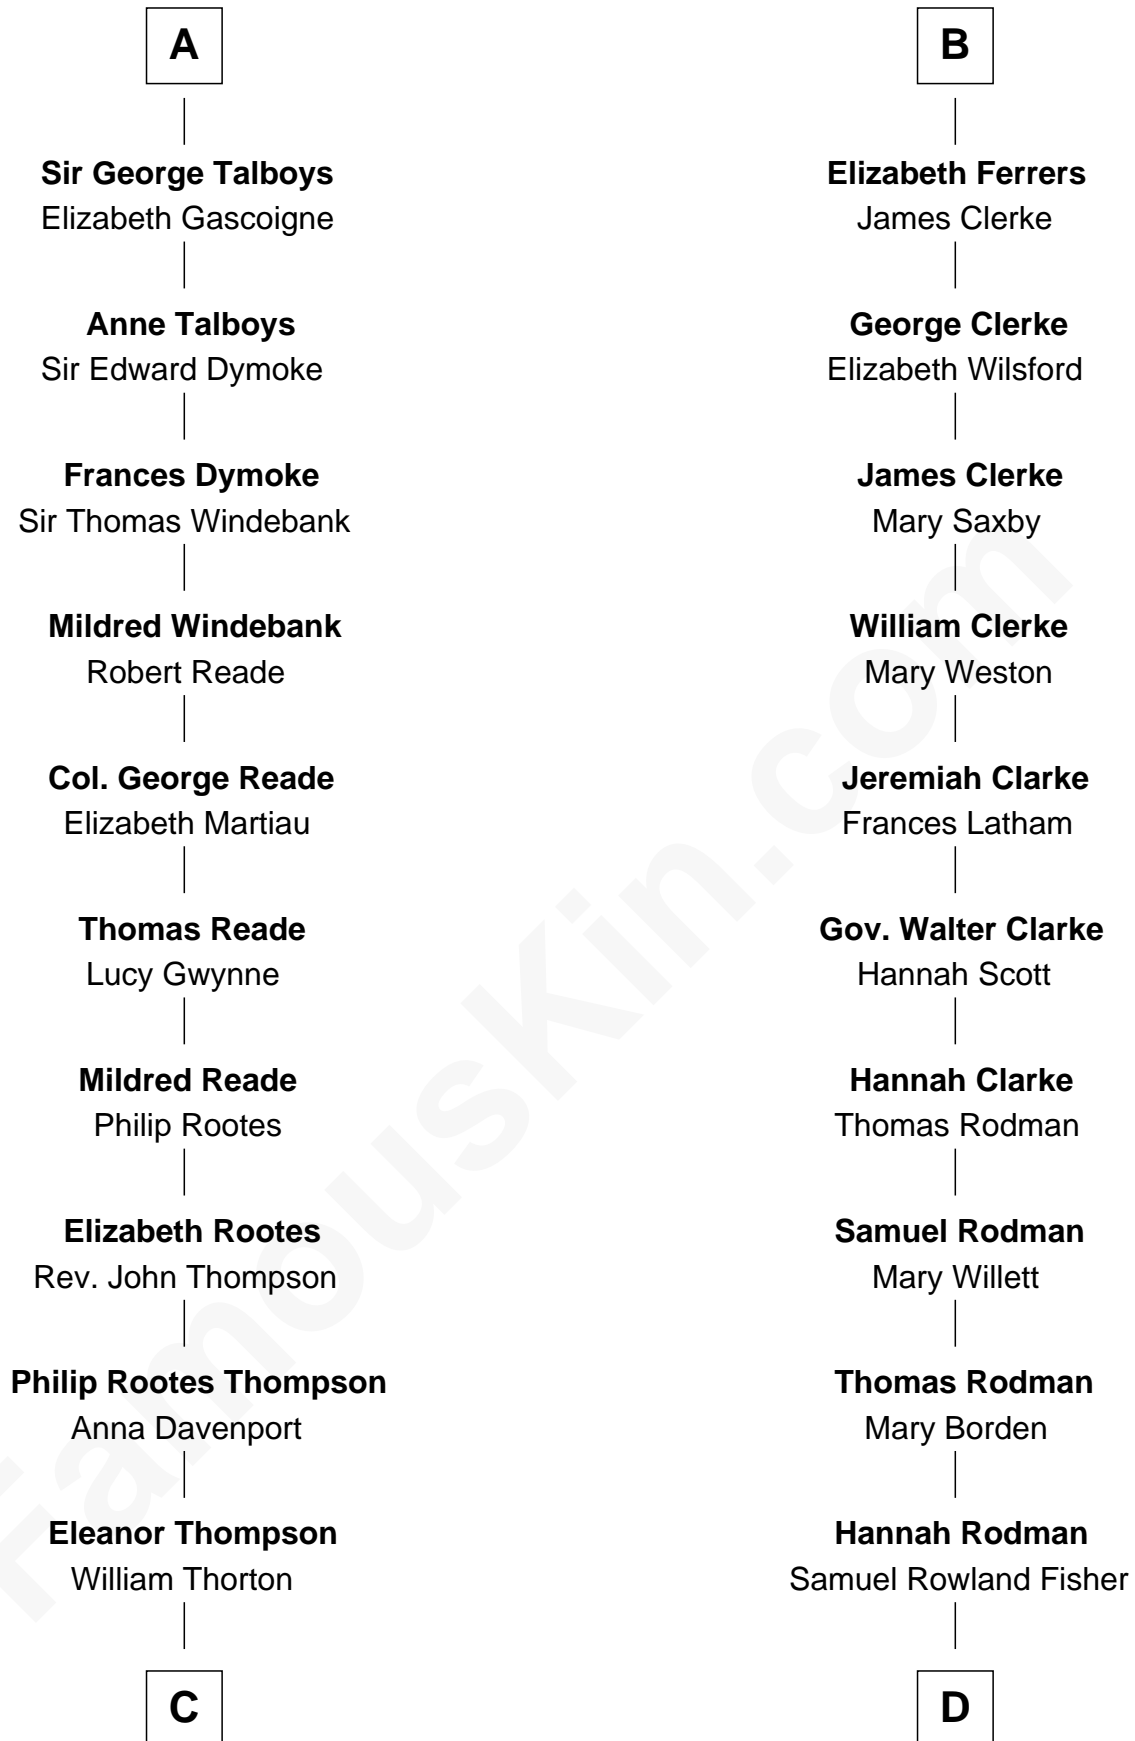 A
Sir George Talboys
Elizabeth Gascoigne
Anne Talboys
Sir Edward Dymoke
Frances Dymoke
Sir Thomas Windebank
Mildred Windebank
Robert Reade
Col. George Reade
Elizabeth Martiau
Thomas Reade
Lucy Gwynne
Mildred Reade
Philip Rootes
Elizabeth Rootes
Rev. John Thompson
Philip Rootes Thompson
Anna Davenport
Eleanor Thompson
William Thorton
C
B
Elizabeth Ferrers
James Clerke
George Clerke
Elizabeth Wilsford
James Clerke
Mary Saxby
William Clerke
Mary Weston
Jeremiah Clarke
Frances Latham
Gov. Walter Clarke
Hannah Scott
Hannah Clarke
Thomas Rodman
Samuel Rodman
Mary Willett
Thomas Rodman
Mary Borden
Hannah Rodman
Samuel Rowland Fisher
D
FamousKin.com